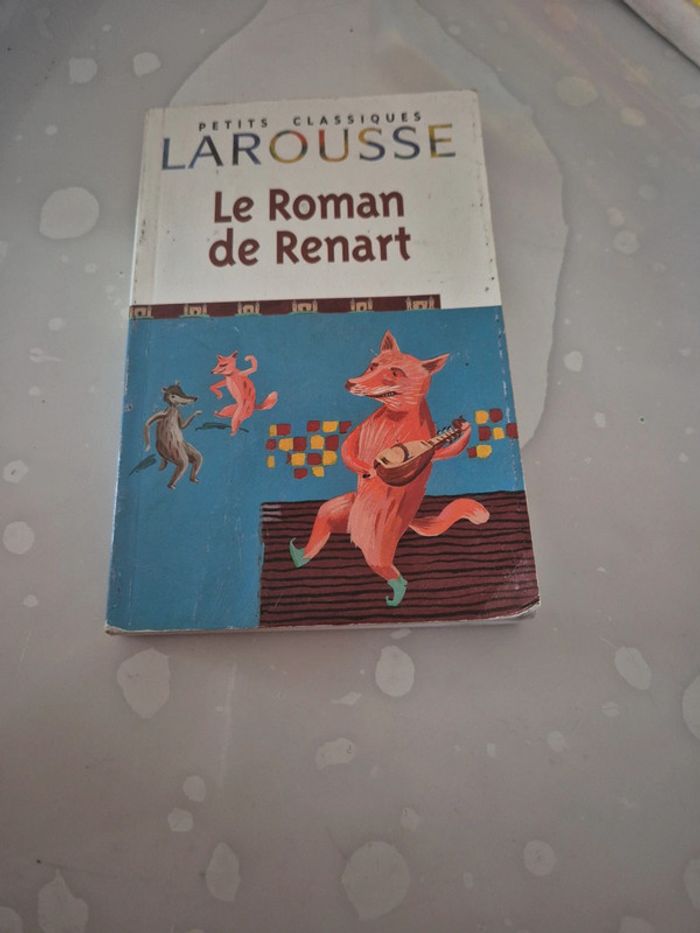 PETITS CLASSIQUES
LAROUSSE
Le Roman
de Renart